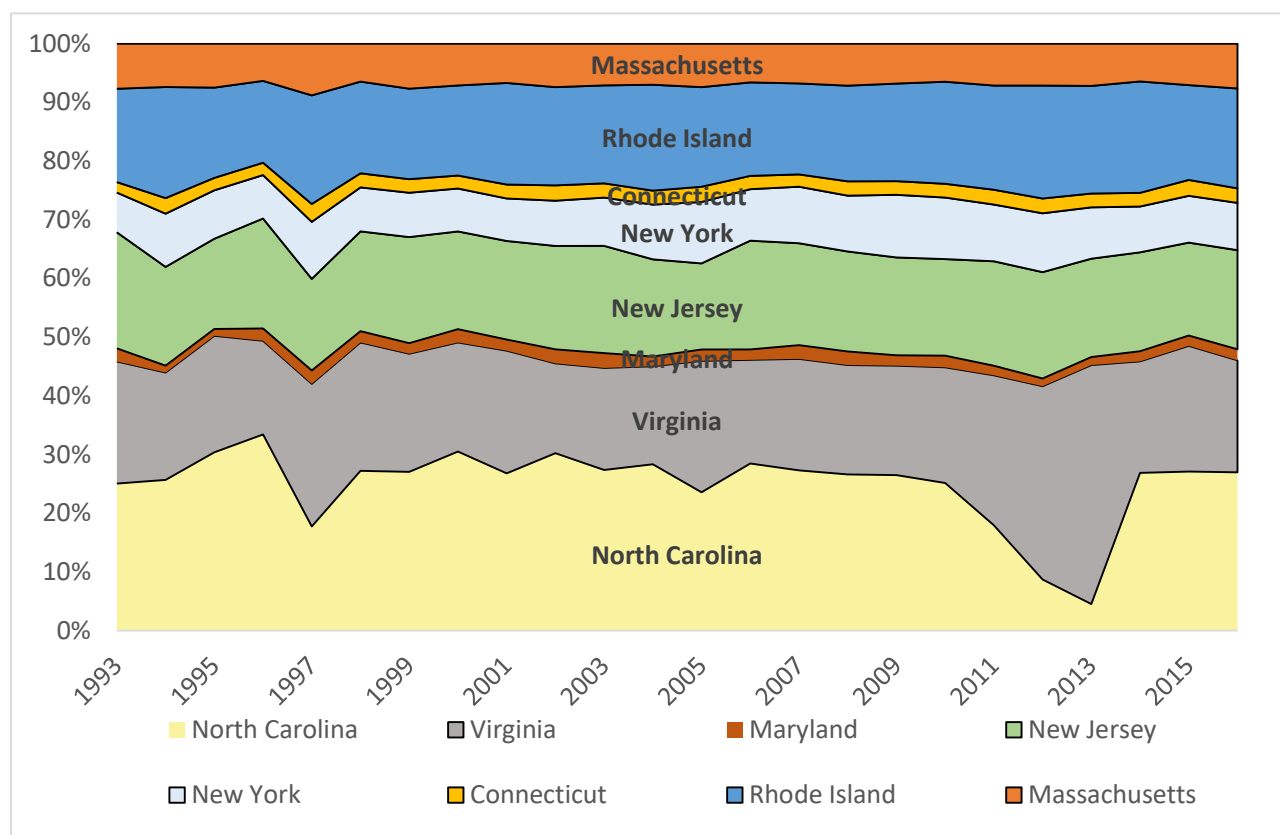 100%
90%
80%
70%
60%
50%
40%
30%
20%
10%
0%
Massachusetts
Rhode Island
Connecticut
New York
New Jersey
Maryland
Virginia
North Carolina
1993
1995
1997
1999
2001
2003
2005
2007
2009
2011
2013
2015
North Carolina Virginia Maryland New Jersey
New York Connecticut Rhode Island Massachusetts